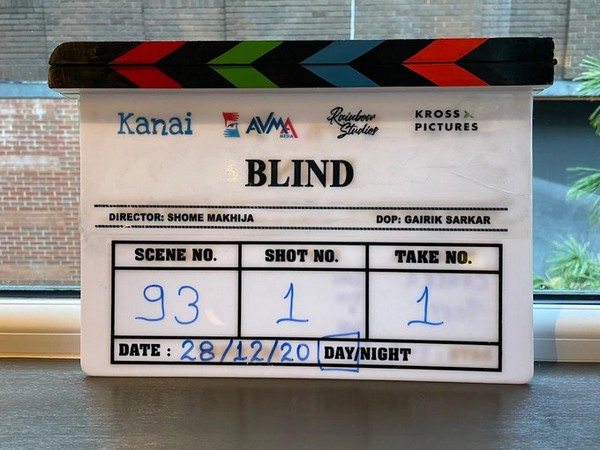 Kanai AVMA MEDIA Rainbow Studios KROSS X PICTURES
BLIND
DIRECTOR: SHOME MAKHIJA DOP: GAIRIK SARKAR
SCENE NO. SHOT NO. TAKE NO.
93 1 1
DATE : 28/12/20 DAY/NIGHT